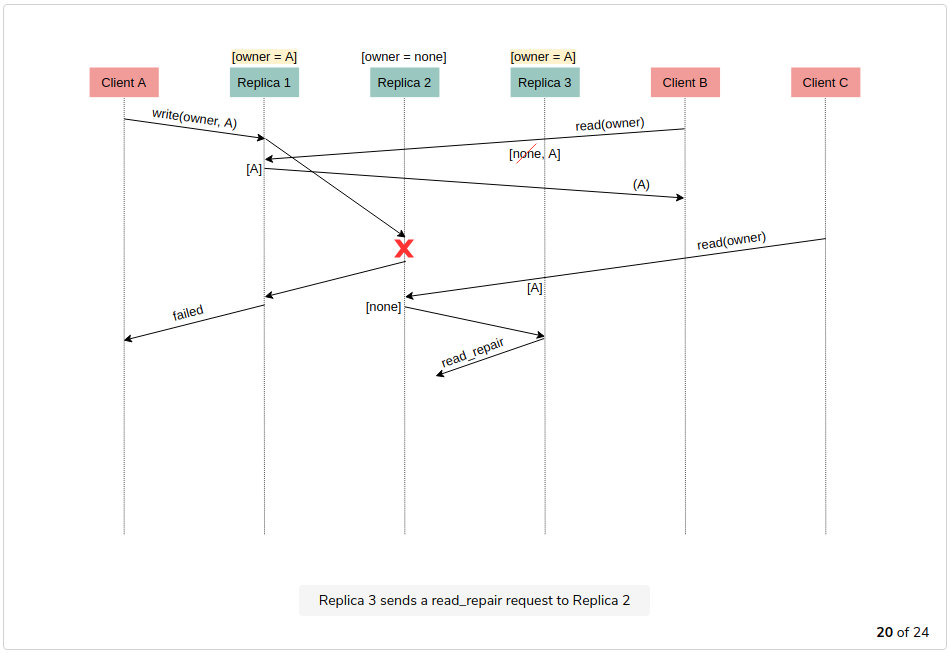 [owner = A]
[owner = none]
[owner = A]
Client A
Replica 1
Replica 2
Replica 3
Client B
Client C
write(owner, A)
read(owner)
[none, A]
[A]
(A)
read(owner)
[A]
[none]
failed
read_repair
Replica 3 sends a read_repair request to Replica 2
20 of 24